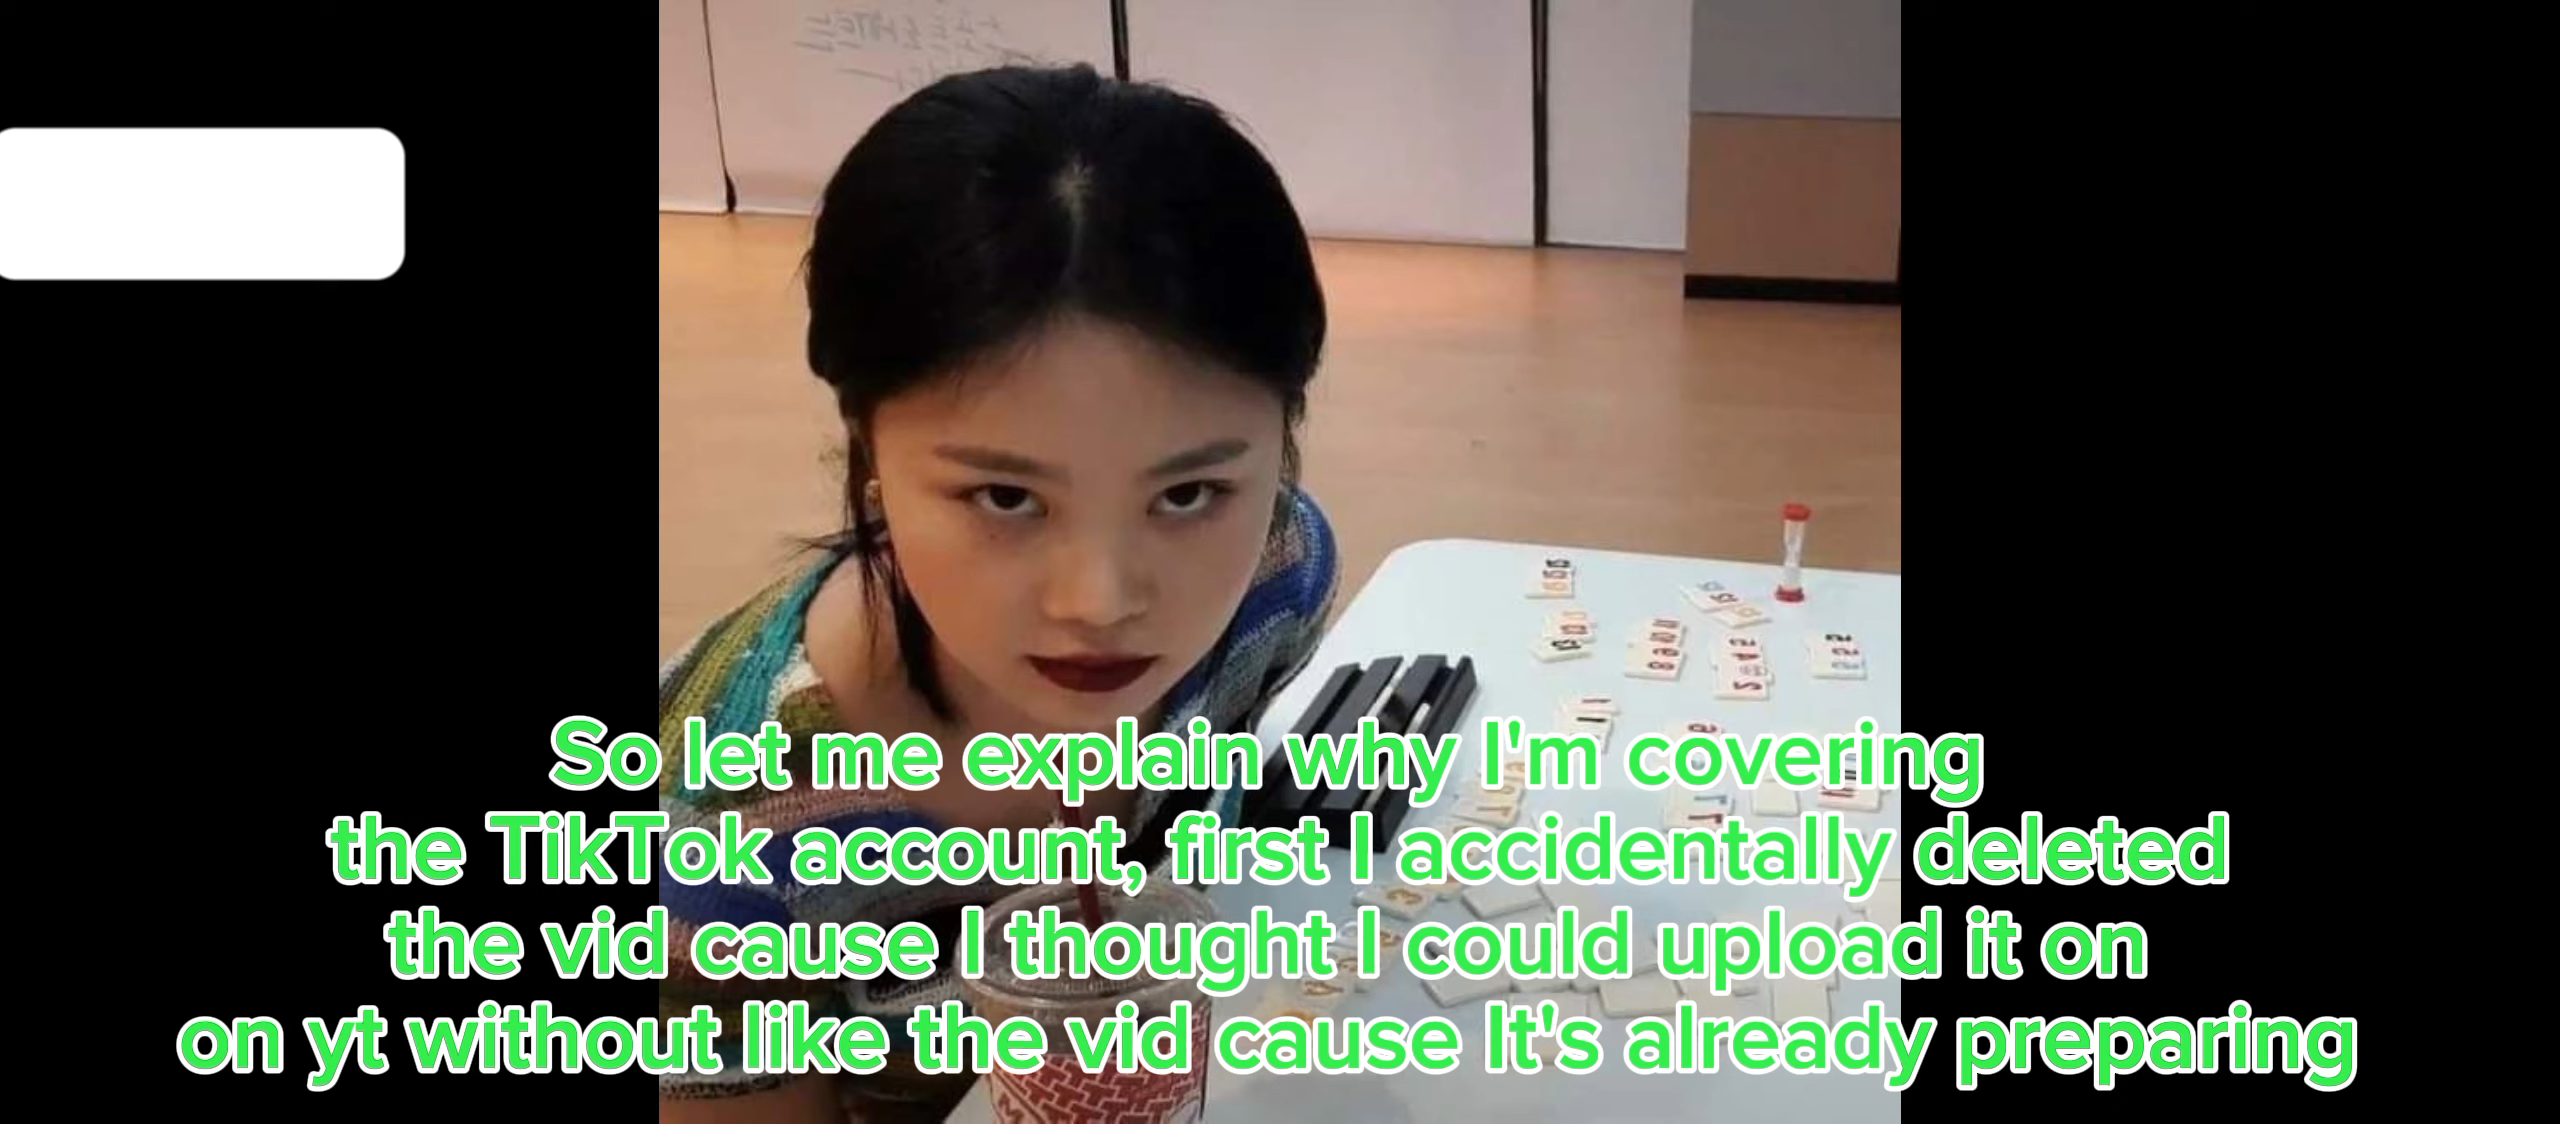 So let me explain why I'm covering
the TikTok account, first I accidentally deleted
the vid cause I thought I could upload it on
on yt without like the vid cause It's already preparing